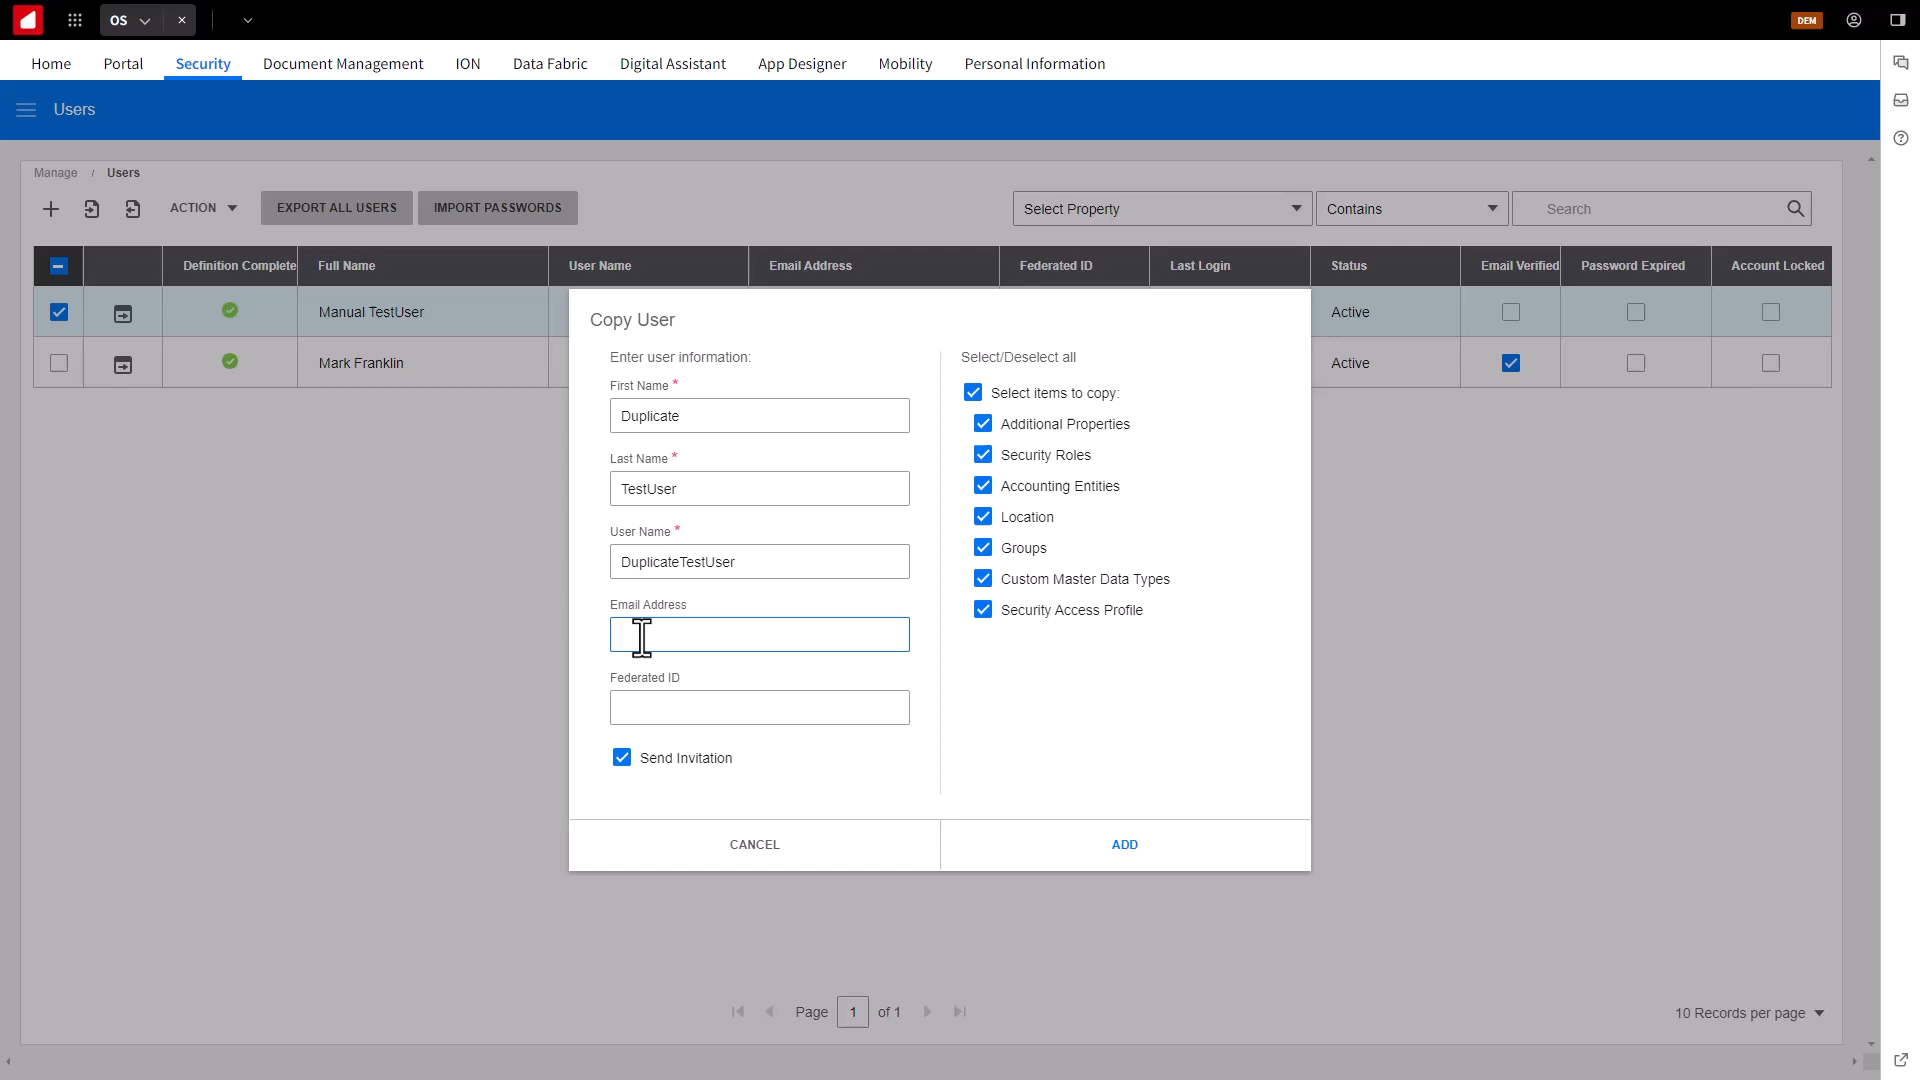 OS
DEM
Home Portal Security Document Management ION Data Fabric Digital Assistant App Designer Mobility Personal Information
Users
Manage / Users
ACTION EXPORT ALL USERS IMPORT PASSWORDS Select Property Contains Search
Definition Complete Full Name User Name Email Address Federated ID Last Login Status Email Verified Password Expired Account Locked
Manual TestUser Active
Mark Franklin Active
Copy User
Enter user information:
First Name *
Duplicate
Last Name *
TestUser
User Name *
DuplicateTestUser
Email Address
Federated ID
Send Invitation
Select/Deselect all
Select items to copy:
Additional Properties
Security Roles
Accounting Entities
Location
Groups
Custom Master Data Types
Security Access Profile
CANCEL ADD
Page 1 of 1
10 Records per page